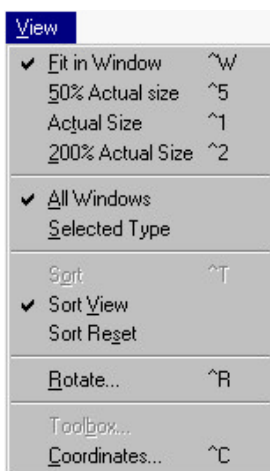 View
✔ Fit in Window ^W
50% Actual size ^5
Actual Size ^1
200% Actual Size ^2
✔ All Windows
Selected Type
Sort ^T
✔ Sort View
Sort Reset
Rotate... ^R
Toolbox...
Coordinates... ^C